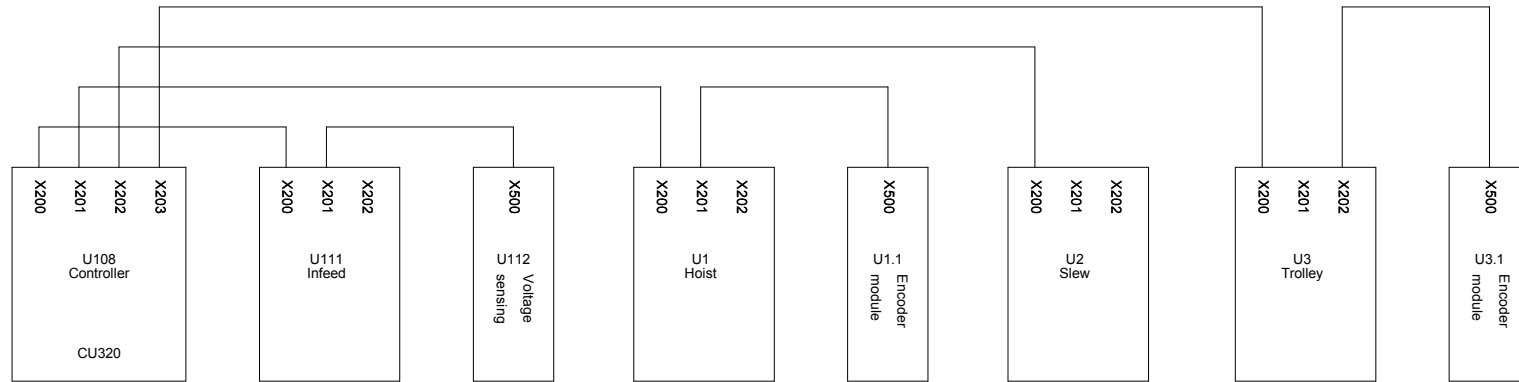 X200 X201 X202 X203
U108
Controller
CU320
X200 X201 X202
U111
Infeed
X500
U112
Voltage
sensing
X200 X201 X202
U1
Hoist
X500
U1.1
Encoder
module
X200 X201 X202
U2
Slew
X200 X201 X202
U3
Trolley
X500
U3.1
Encoder
module